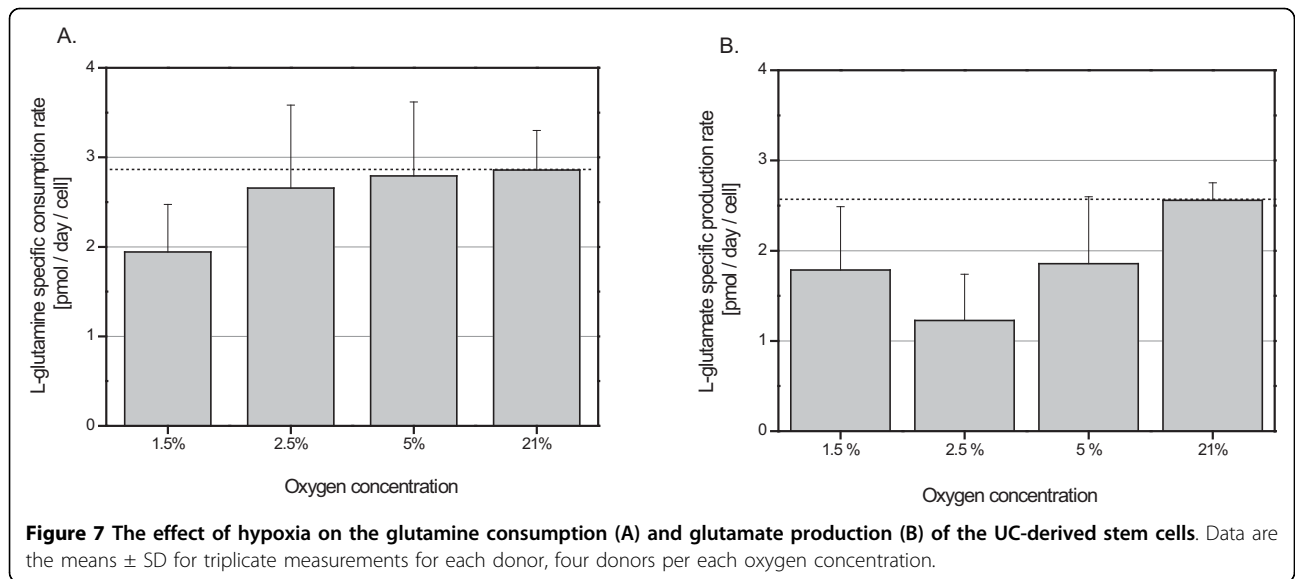 A.
L-glutamine specific consumption rate
[pmol / day / cell]
4
3
2
1
0
1.5%
2.5%
5%
21%
Oxygen concentration
B.
L-glutamate specific production rate
[pmol / day / cell]
4
3
2
1
0
1.5 %
2.5 %
5 %
21%
Oxygen concentration
Figure 7 The effect of hypoxia on the glutamine consumption (A) and glutamate production (B) of the UC-derived stem cells. Data are
the means ± SD for triplicate measurements for each donor, four donors per each oxygen concentration.